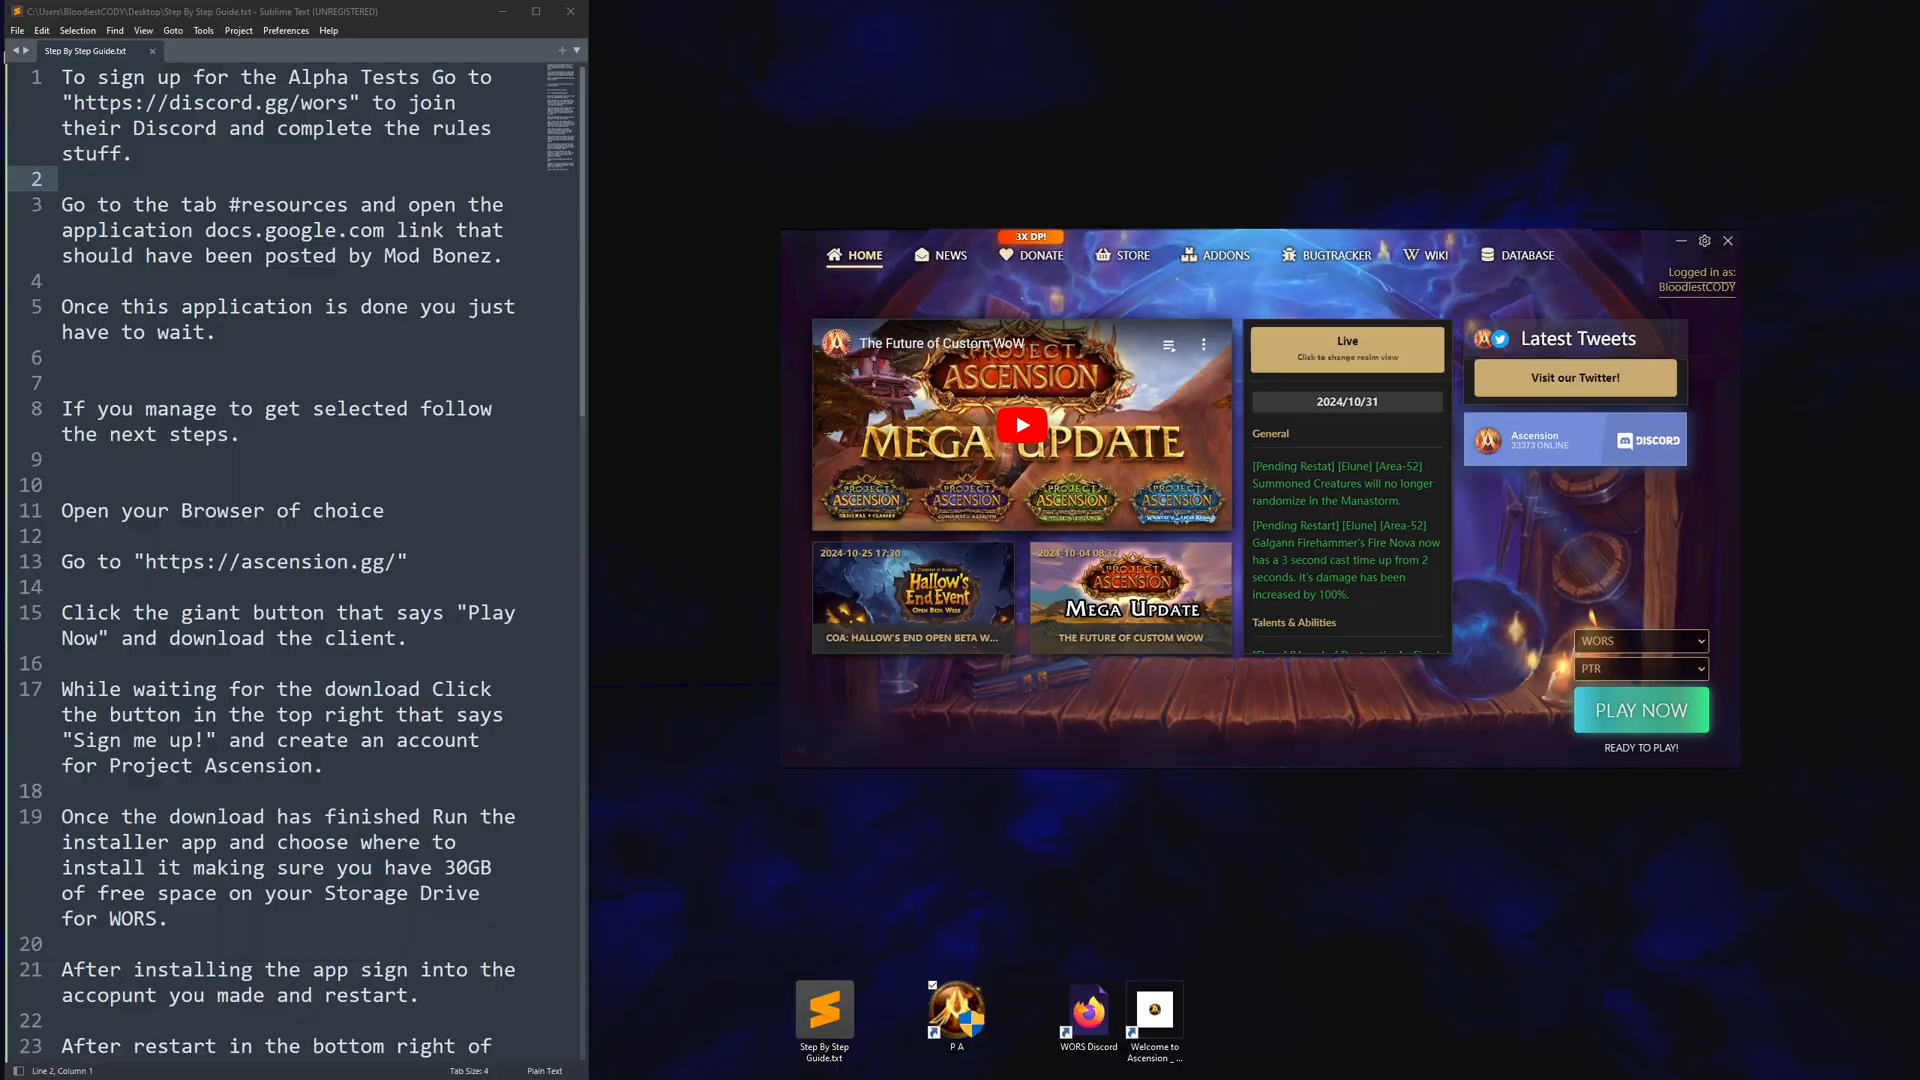 C:\Users\BloodiestCODY\Desktop\Step By Step Guide.txt - Sublime Text (UNREGISTERED)
File Edit Selection Find View Goto Tools Project Preferences Help
Step By Step Guide.txt
1 To sign up for the Alpha Tests Go to
"https://discord.gg/wors" to join
their Discord and complete the rules
stuff.
2
3 Go to the tab #resources and open the
application docs.google.com link that
should have been posted by Mod Bonez.
4
5 Once this application is done you just
have to wait.
6
7
8 If you manage to get selected follow
the next steps.
9
10
11 Open your Browser of choice
12
13 Go to "https://ascension.gg/"
14
15 Click the giant button that says "Play
Now" and download the client.
16
17 While waiting for the download Click
the button in the top right that says
"Sign me up!" and create an account
for Project Ascension.
18
19 Once the download has finished Run the
installer app and choose where to
install it making sure you have 30GB
of free space on your Storage Drive
for WORS.
20
21 After installing the app sign into the
accopunt you made and restart.
22
23 After restart in the bottom right of
Line 2, Column 1
Tab Size: 4
Plain Text
3X DP!
HOME NEWS DONATE STORE ADDONS BUGTRACKER WIKI DATABASE
Logged in as:
BloodiestCODY
The Future of Custom WoW
PROJECT
ASCENSION
MEGA UPDATE
PROJECT ASCENSION
PROJECT ASCENSION
PROJECT ASCENSION
PROJECT ASCENSION
2024-10-25 17:30
HALLOW'S
END EVENT
OPEN BETA WEEK
COA: HALLOW'S END OPEN BETA W...
2024-10-04 08:32
PROJECT
ASCENSION
MEGA UPDATE
THE FUTURE OF CUSTOM WOW
Live
Click to change realm view
2024/10/31
General
[Pending Restat] [Elune] [Area-52]
Summoned Creatures will no longer
randomize in the Manastorm.
[Pending Restart] [Elune] [Area-52]
Galgann Firehammer's Fire Nova now
has a 3 second cast time up from 2
seconds. It's damage has been
increased by 100%.
Talents & Abilities
Latest Tweets
Visit our Twitter!
Ascension
33373 ONLINE
DISCORD
WORS
PTR
PLAY NOW
READY TO PLAY!
Step By Step
Guide.txt
P A
WORS Discord
Welcome to
Ascension _ ...